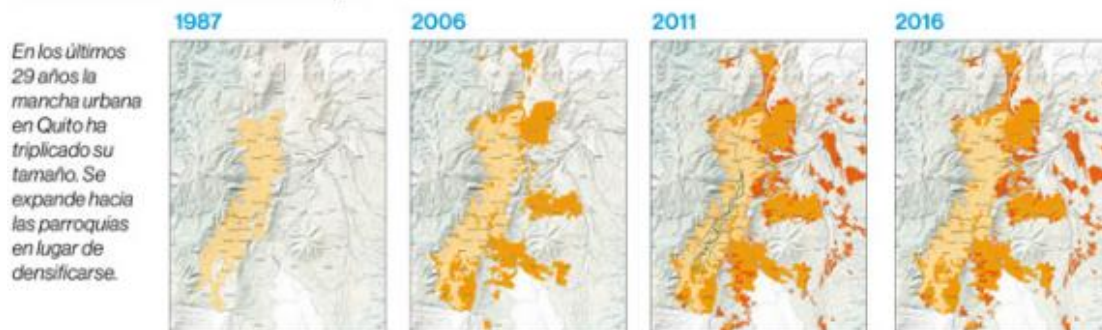 1987
2006
2011
2016
En los últimos
29 años la
mancha urbana
en Quito ha
triplicado su
tamaño. Se
expande hacia
las parroquias
en lugar de
densificarse.